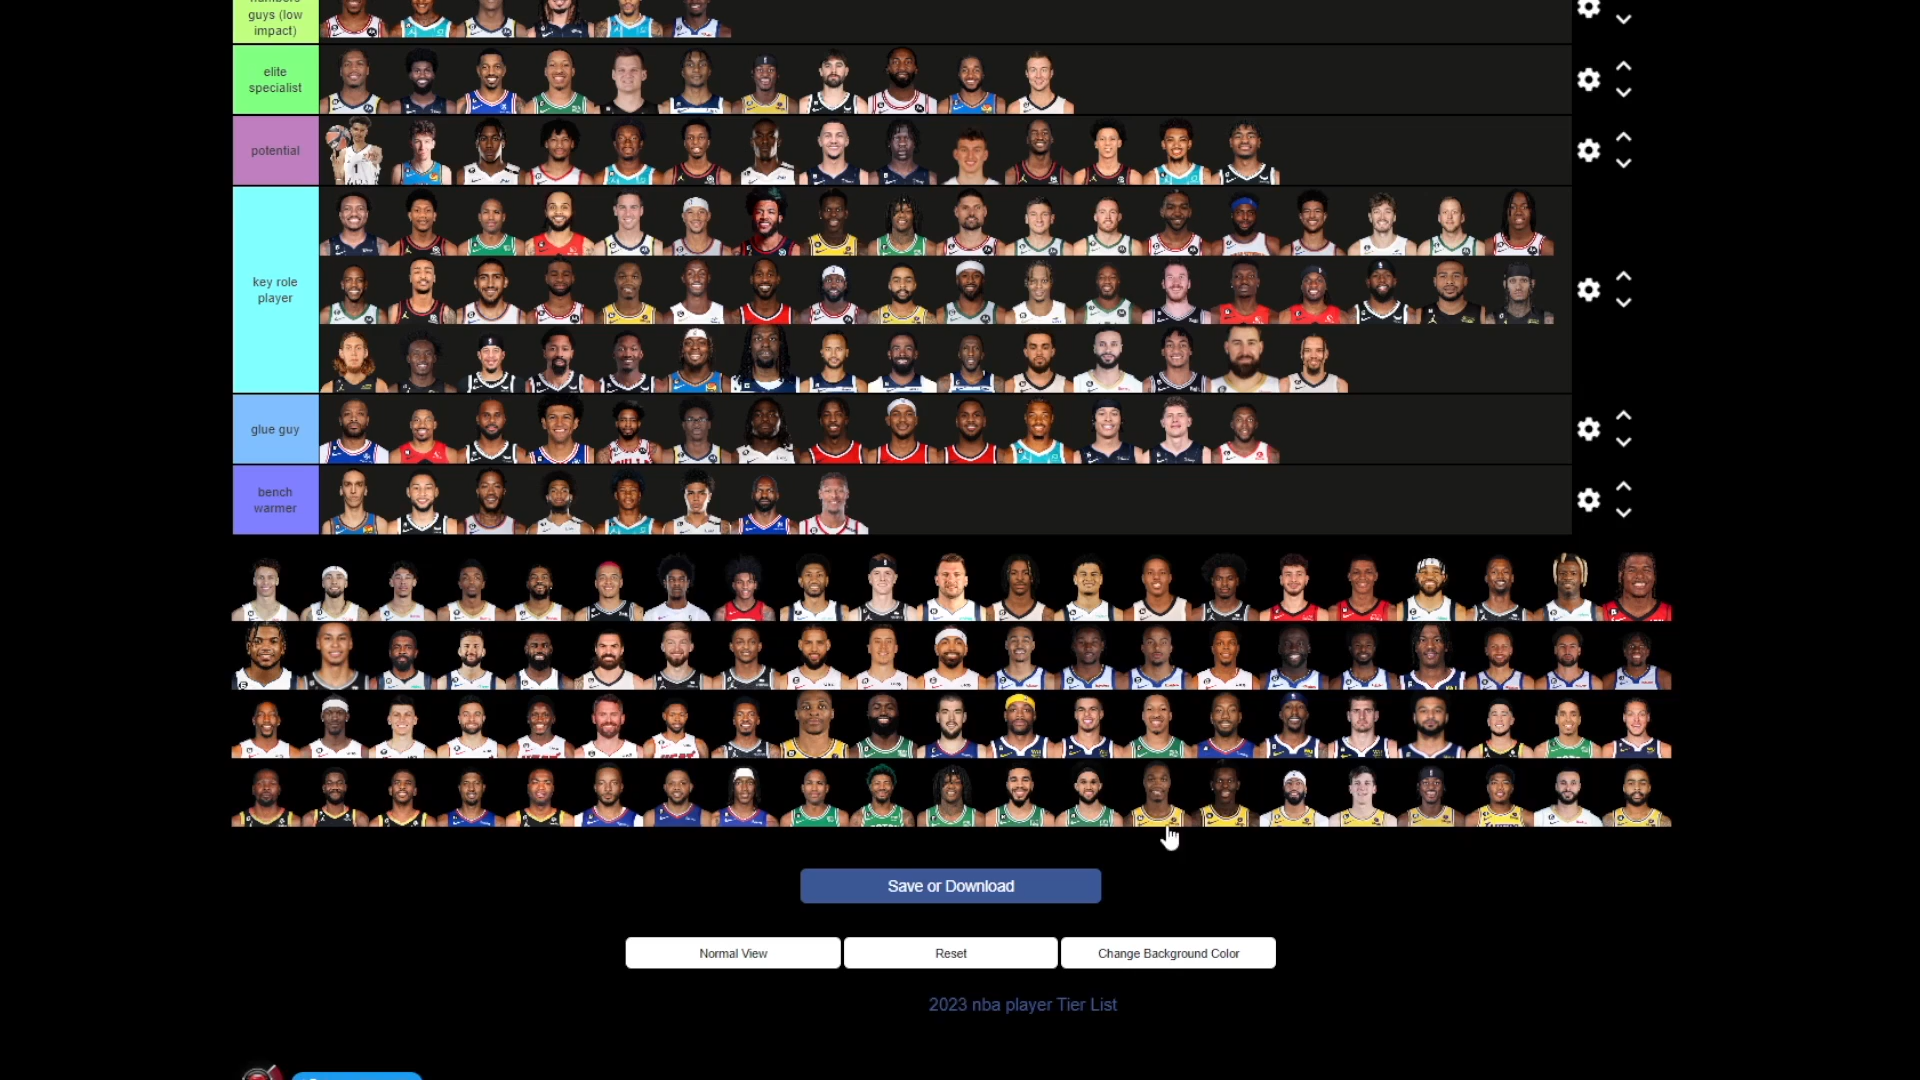 guys (low
impact)
elite
specialist
potential
key role
player
glue guy
bench
warmer
Save or Download
Normal View
Reset
Change Background Color
2023 nba player Tier List